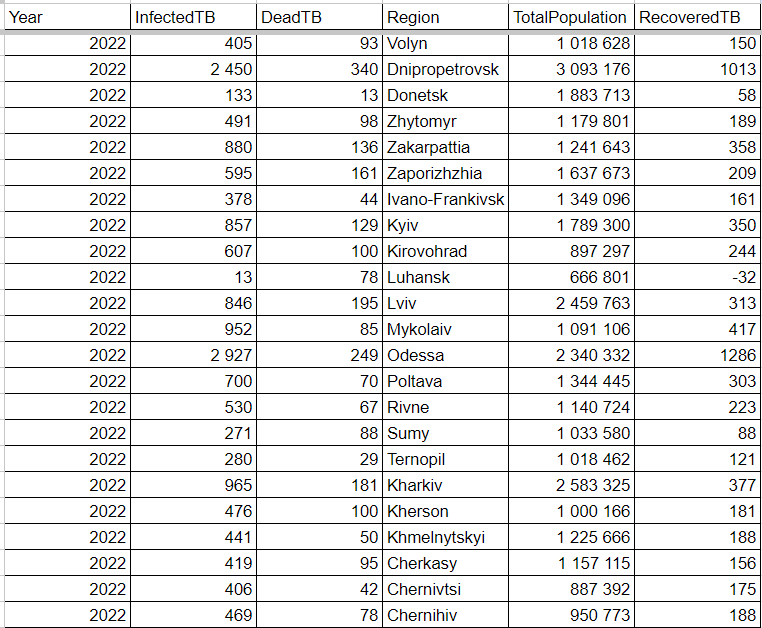 Year InfectedTB DeadTB Region TotalPopulation RecoveredTB
2022 405 93 Volyn 1 018 628 150
2022 2 450 340 Dnipropetrovsk 3 093 176 1013
2022 133 13 Donetsk 1 883 713 58
2022 491 98 Zhytomyr 1 179 801 189
2022 880 136 Zakarpattia 1 241 643 358
2022 595 161 Zaporizhzhia 1 637 673 209
2022 378 44 Ivano-Frankivsk 1 349 096 161
2022 857 129 Kyiv 1 789 300 350
2022 607 100 Kirovohrad 897 297 244
2022 13 78 Luhansk 666 801 -32
2022 846 195 Lviv 2 459 763 313
2022 952 85 Mykolaiv 1 091 106 417
2022 2 927 249 Odessa 2 340 332 1286
2022 700 70 Poltava 1 344 445 303
2022 530 67 Rivne 1 140 724 223
2022 271 88 Sumy 1 033 580 88
2022 280 29 Ternopil 1 018 462 121
2022 965 181 Kharkiv 2 583 325 377
2022 476 100 Kherson 1 000 166 181
2022 441 50 Khmelnytskyi 1 225 666 188
2022 419 95 Cherkasy 1 157 115 156
2022 406 42 Chernivtsi 887 392 175
2022 469 78 Chernihiv 950 773 188